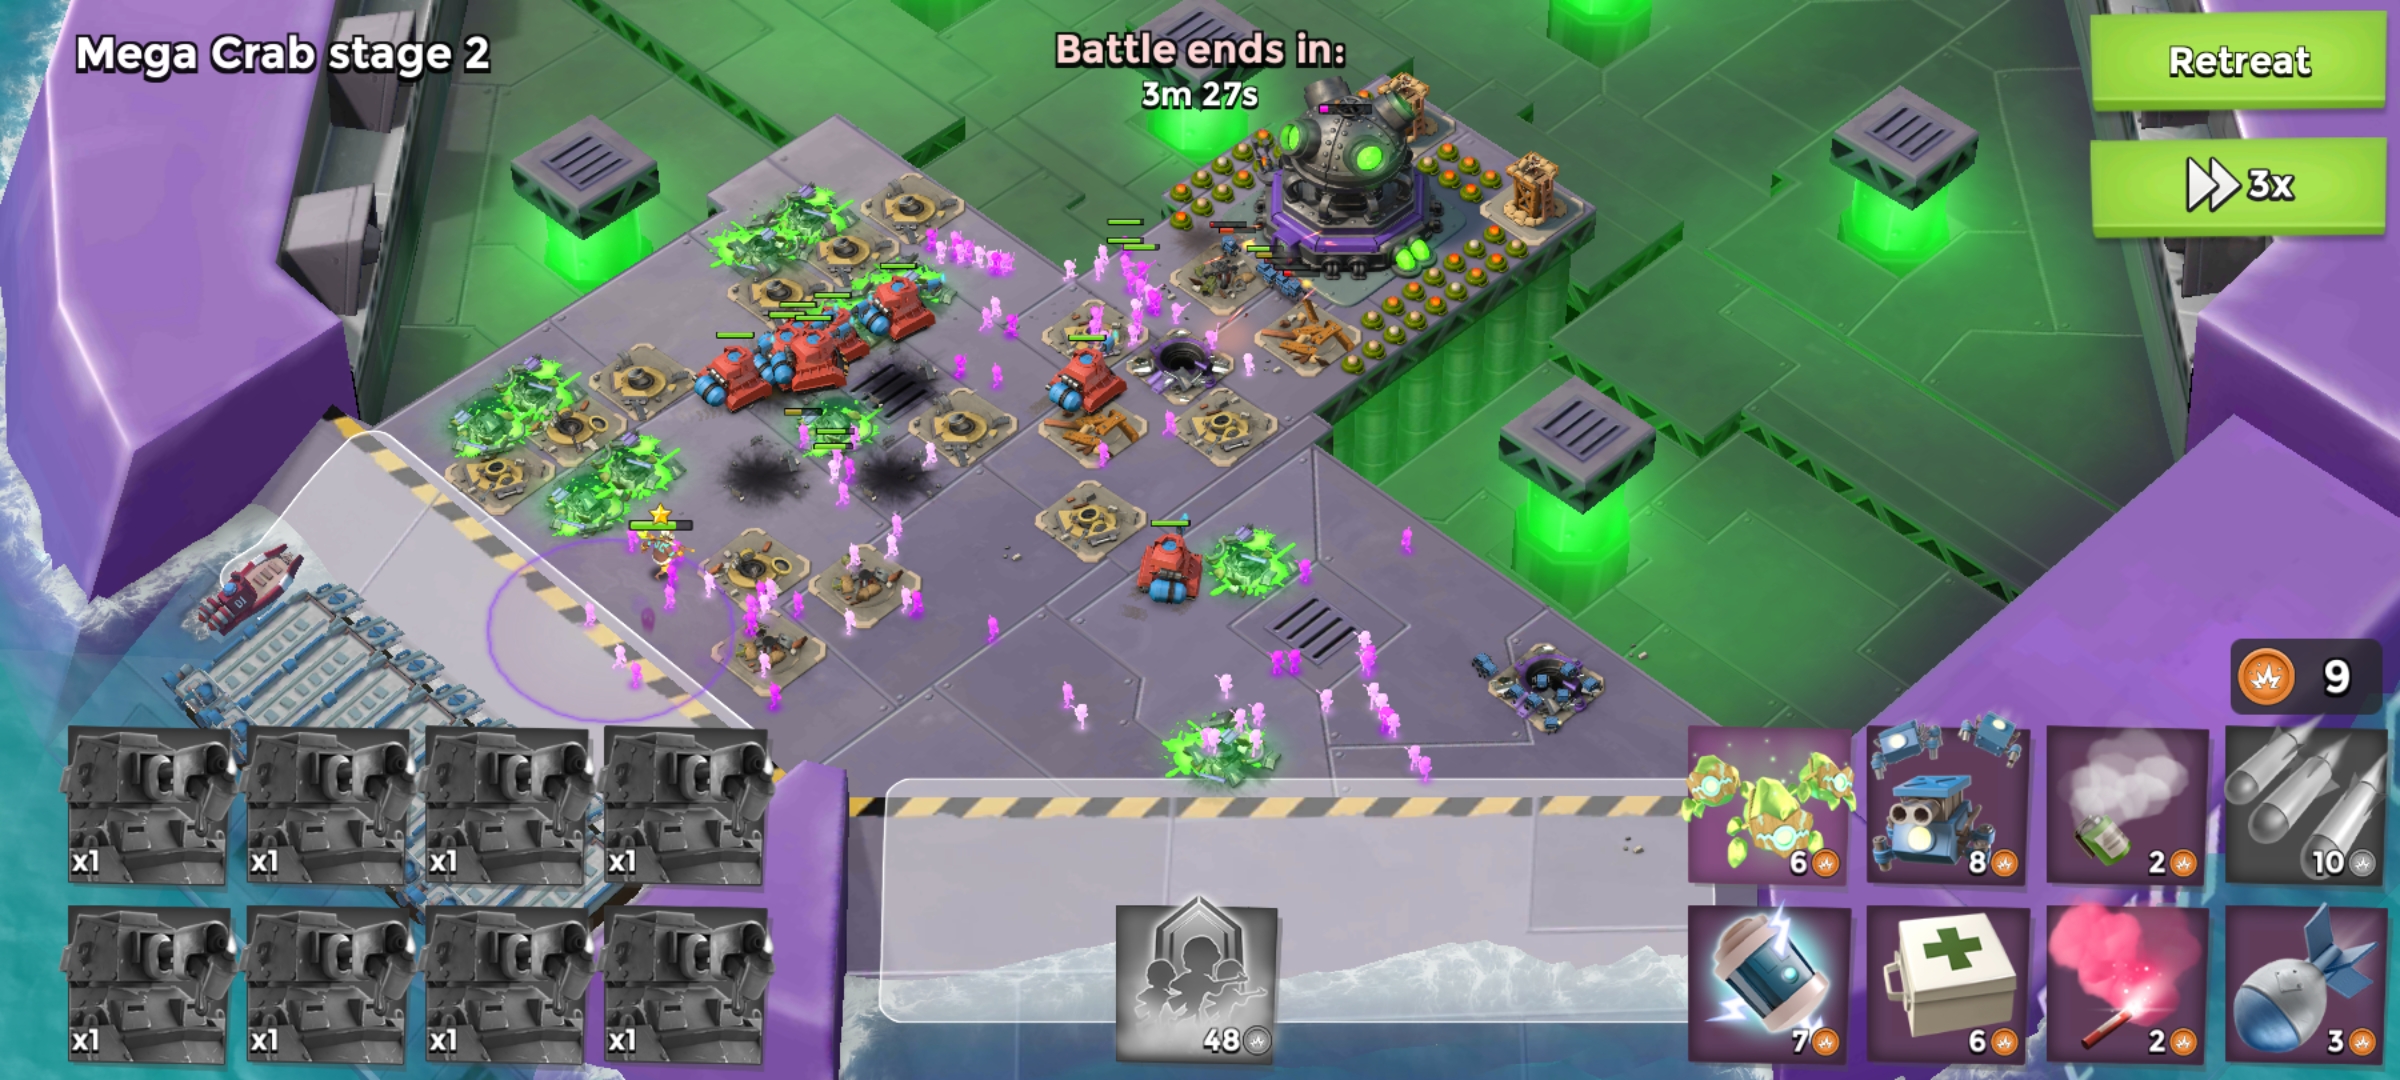 Mega Crab stage 2
Battle ends in:
3m 27s
Retreat
3x
9
6
8
2
10
7
6
2
3
x1
x1
x1
x1
x1
x1
x1
x1
48